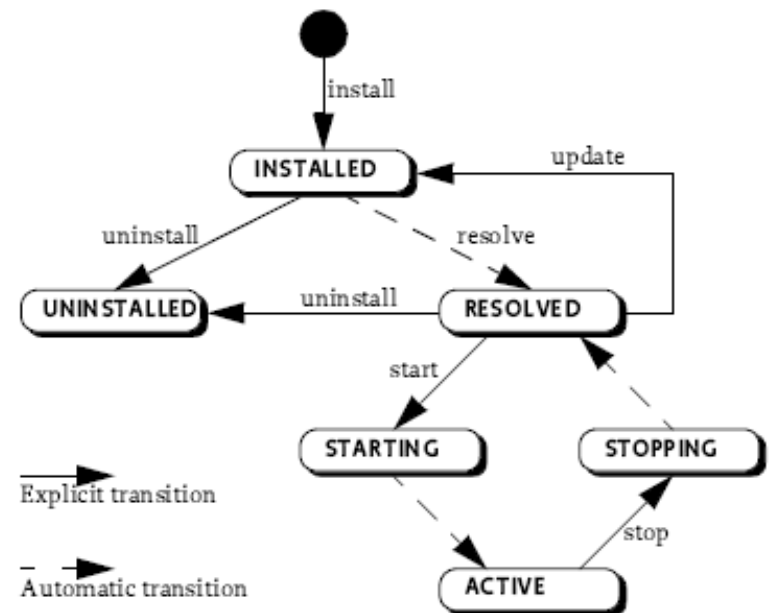 install
INSTALLED
update
uninstall
resolve
UNINSTALLED
uninstall
RESOLVED
start
STARTING
STOPPING
Explicit transition
stop
Automatic transition
ACTIVE